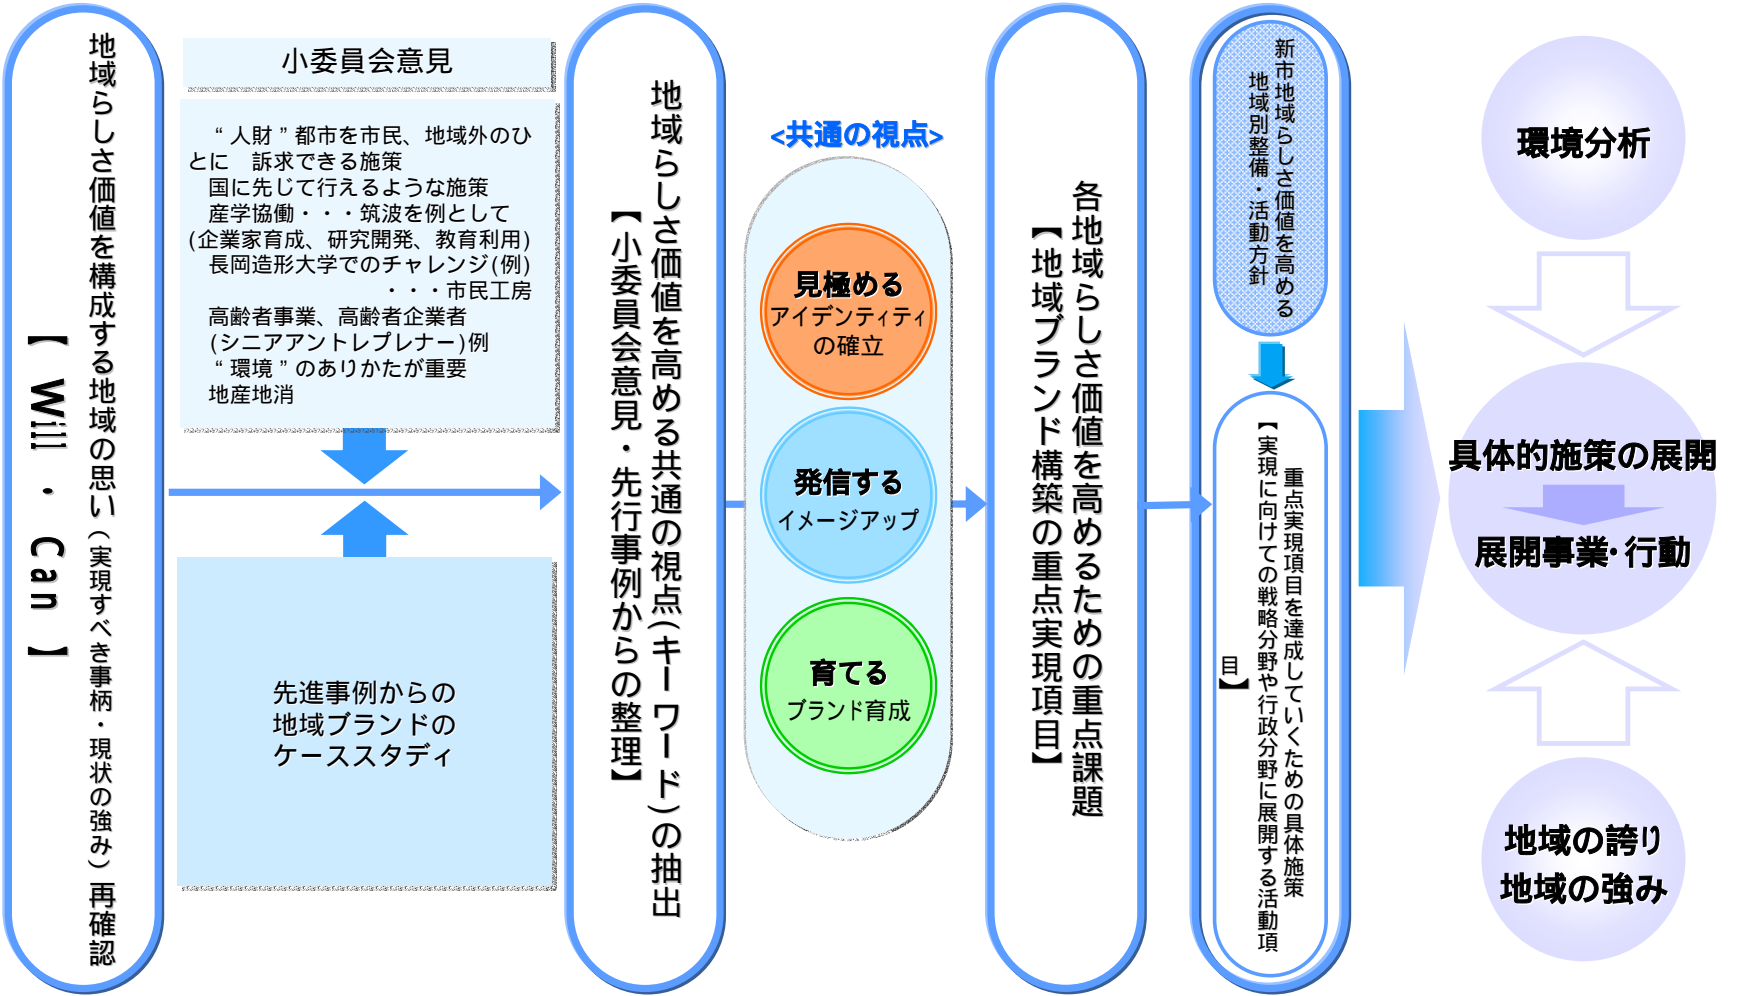 地域らしさ価値を構成する地域の思い(実現すべき事柄・現状の強み)再確認
【 Will ・ Can 】
小委員会意見
“人財”都市を市民、地域外のひ
とに 訴求できる施策
国に先じて行えるような施策
産学協働・・・筑波を例として
(企業家育成、研究開発、教育利用)
長岡造形大学でのチャレンジ(例)
・・・市民工房
高齢者事業、高齢者企業者
(シニアアントレプレナー)例
“環境”のありかたが重要
地産地消
先進事例からの
地域ブランドの
ケーススタディ
地域らしさ価値を高める共通の視点(キーワード)の抽出
【小委員会意見・先行事例からの整理】
<共通の視点>
見極める
アイデンティティ
の確立
発信する
イメージアップ
育てる
ブランド育成
各地域らしさ価値を高めるための重点課題
【地域ブランド構築の重点実現項目】
新市地域らしさ価値を高める
地域別整備・活動方針
重点実現項目を達成していくための具体施策
【実現に向けての戦略分野や行政分野に展開する活動項
目】
環境分析
具体的施策の展開
展開事業・行動
地域の誇り
地域の強み